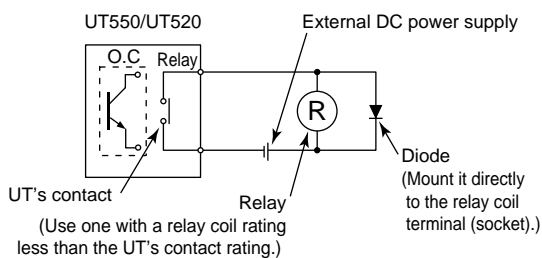 UT550/UT520
External DC power supply
O.C
Relay
R
UT's contact
Relay
(Use one with a relay coil rating
less than the UT's contact rating.)
Diode
(Mount it directly
to the relay coil
terminal (socket).)